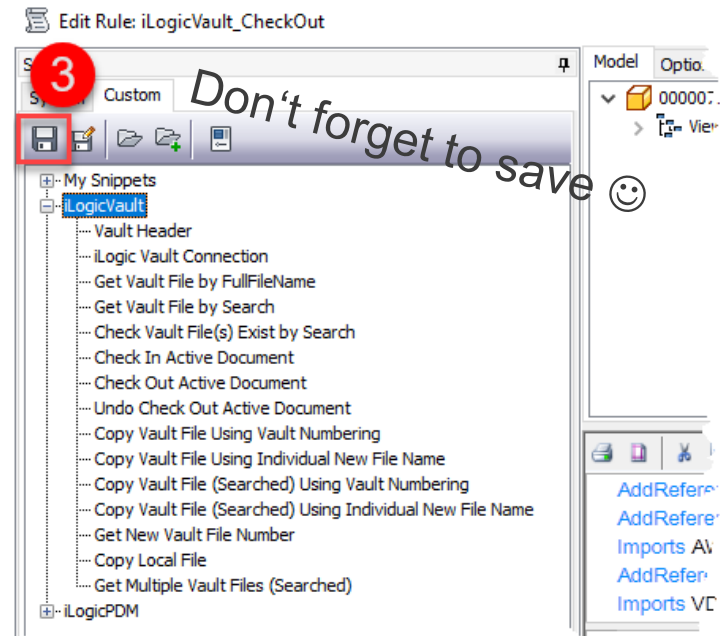 Edit Rule: iLogicVault_CheckOut
3
Don't forget to save ☺
Custom
My Snippets
iLogicVault
Vault Header
iLogic Vault Connection
Get Vault File by FullFileName
Get Vault File by Search
Check Vault File(s) Exist by Search
Check In Active Document
Check Out Active Document
Undo Check Out Active Document
Copy Vault File Using Vault Numbering
Copy Vault File Using Individual New File Name
Copy Vault File (Searched) Using Vault Numbering
Copy Vault File (Searched) Using Individual New File Name
Get New Vault File Number
Copy Local File
Get Multiple Vault Files (Searched)
iLogicPDM
Model
Imports
Imports